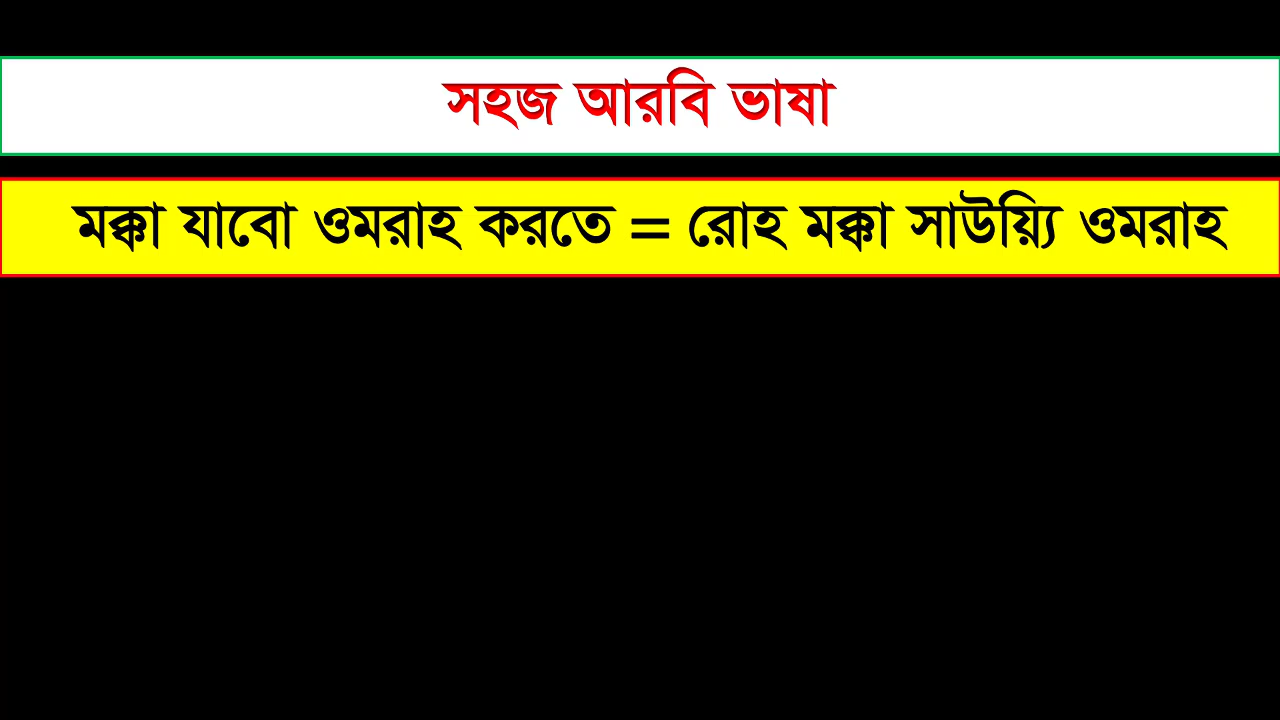 সহজ আরবি ভাষা
মক্কা যাবো ওমরাহ করতে = রোহ মক্কা সাউয়্যি ওমরাহ